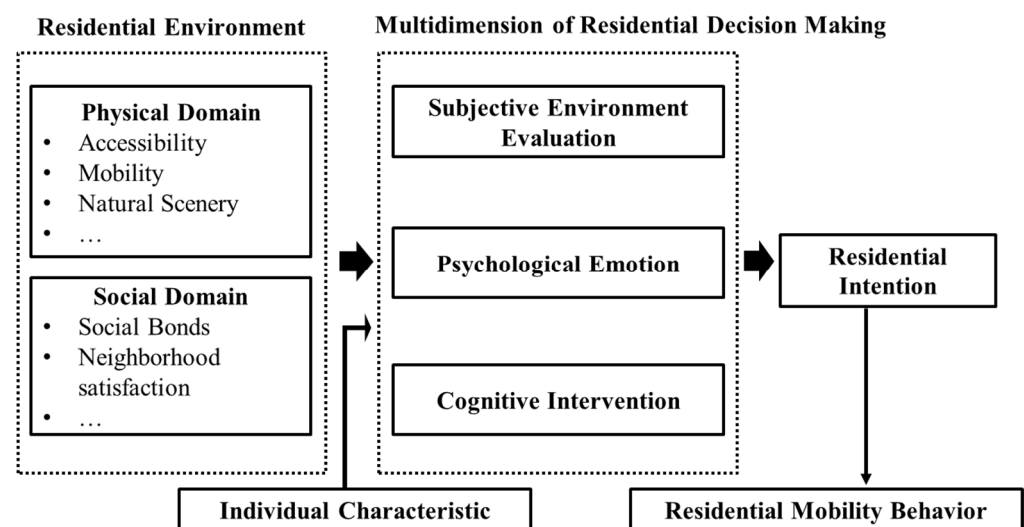 Residential Environment
Physical Domain
• Accessibility
• Mobility
• Natural Scenery
• …
Social Domain
• Social Bonds
• Neighborhood
satisfaction
• …
Multidimension of Residential Decision Making
Subjective Environment
Evaluation
Psychological Emotion
Cognitive Intervention
Residential
Intention
Individual Characteristic
Residential Mobility Behavior